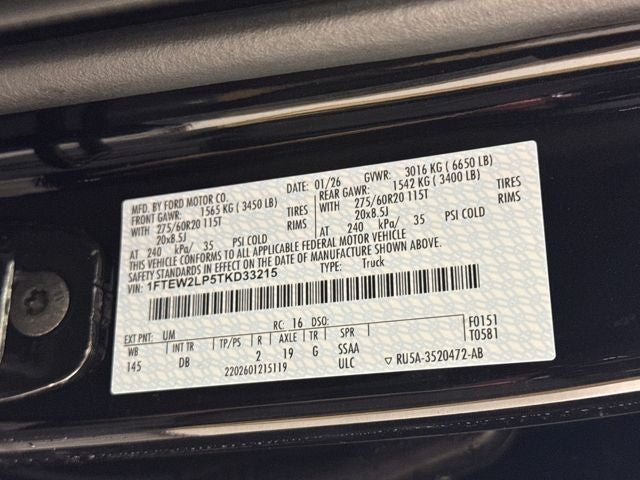 MFD. BY FORD MOTOR CO. DATE: 01/26 GVWR: 3016 KG ( 6650 LB)
FRONT GAWR: 1565 KG ( 3450 LB) REAR GAWR: 1542 KG ( 3400 LB)
WITH 275/60R20 115T TIRES WITH 275/60R20 115T TIRES
20x8.5J RIMS 20x8.5J RIMS
AT 240 kPa/ 35 PSI COLD AT 240 kPa/ 35 PSI COLD
THIS VEHICLE CONFORMS TO ALL APPLICABLE FEDERAL MOTOR VEHICLE
SAFETY STANDARDS IN EFFECT ON THE DATE OF MANUFACTURE SHOWN ABOVE.
VIN: 1FTEW2LP5TKD33215 TYPE: Truck
EXT PNT: UM RC: 16 DSO: F0151
WB INT TR TP/PS R AXLE TR SPR T0581
145 DB 2 19 G SSAA
ULC ▽ RU5A-3520472-AB
2202601215119